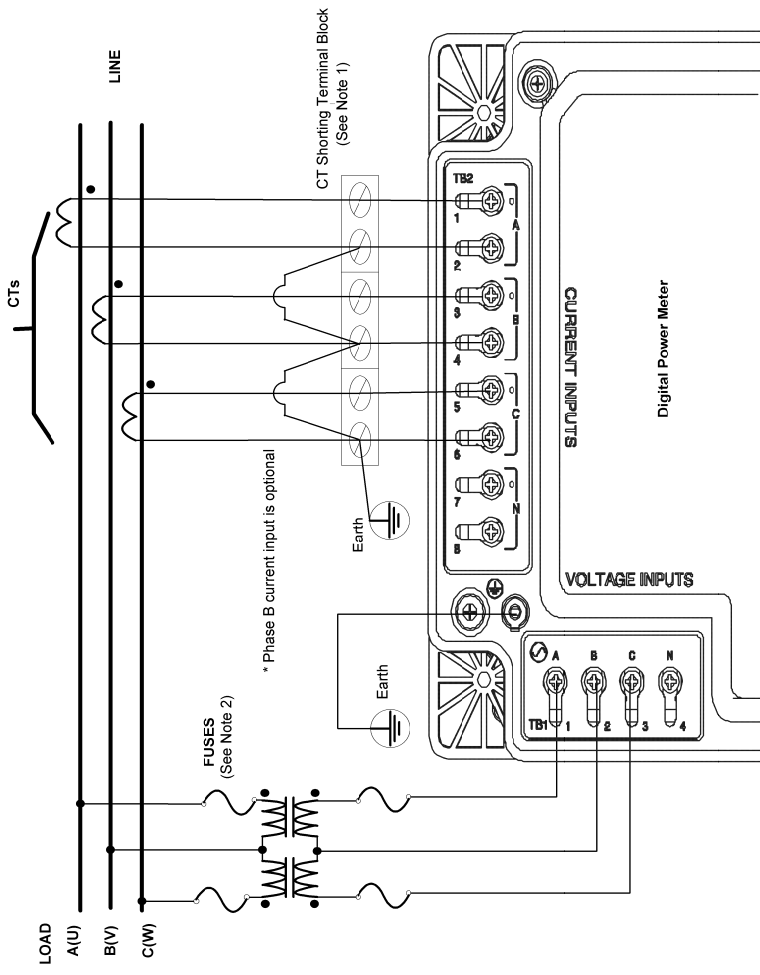 LINE
CTs
CT Shorting Terminal Block
(See Note 1)
TB2
1
2
3
4
5
6
7
8
A
B
C
N
CURRENT INPUTS
Digital Power Meter
* Phase B current input is optional
Earth
VOLTAGE INPUTS
Earth
FUSES
(See Note 2)
A
B
C
N
TB1
1
2
3
4
LOAD
A(U)
B(V)
C(W)